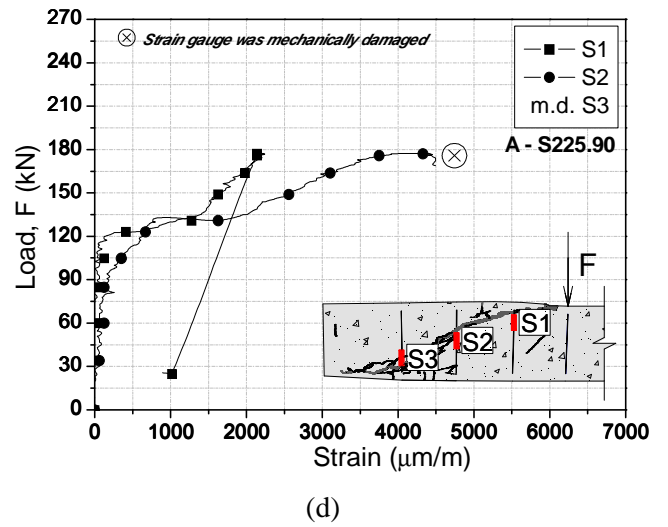 270
240
210
180
150
120
90
60
30
0
Load, F (kN)
Strain gauge was mechanically damaged
S1
S2
m.d. S3
A - S225.90
F
S1
S2
S3
0 1000 2000 3000 4000 5000 6000 7000
Strain (μm/m)
(d)